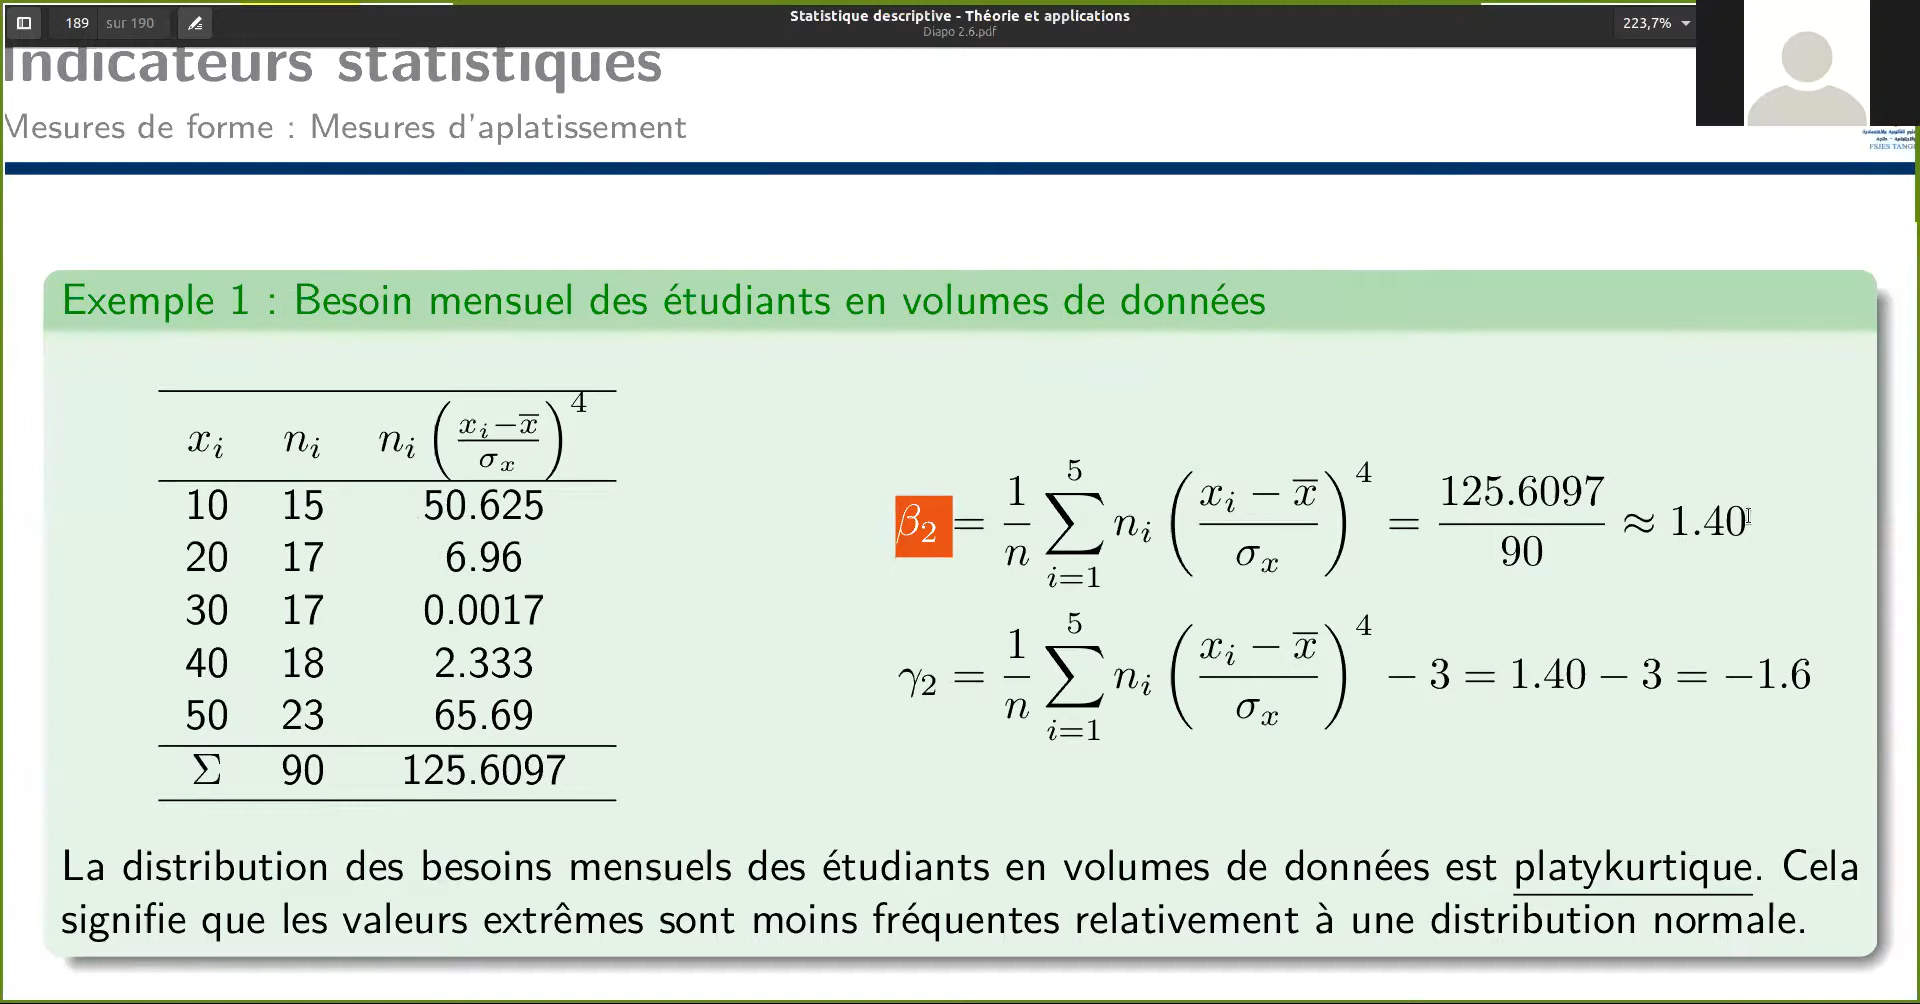 189 sur 190
Statistique descriptive - Théorie et applications
Diapo 2.6.pdf
223,7%
Indicateurs statistiques
Mesures de forme : Mesures d'aplatissement
FSJES TANG
Exemple 1 : Besoin mensuel des étudiants en volumes de données
x_i n_i n_i ((x_i − x̄)/σ_x)^4
10 15 50.625
20 17 6.96
30 17 0.0017
40 18 2.333
50 23 65.69
Σ 90 125.6097
β_2 = 1/n ∑_{i=1}^{5} n_i ((x_i − x̄)/σ_x)^4 = 125.6097/90 ≈ 1.40
γ_2 = 1/n ∑_{i=1}^{5} n_i ((x_i − x̄)/σ_x)^4 − 3 = 1.40 − 3 = −1.6
La distribution des besoins mensuels des étudiants en volumes de données est platykurtique. Cela
signifie que les valeurs extrêmes sont moins fréquentes relativement à une distribution normale.